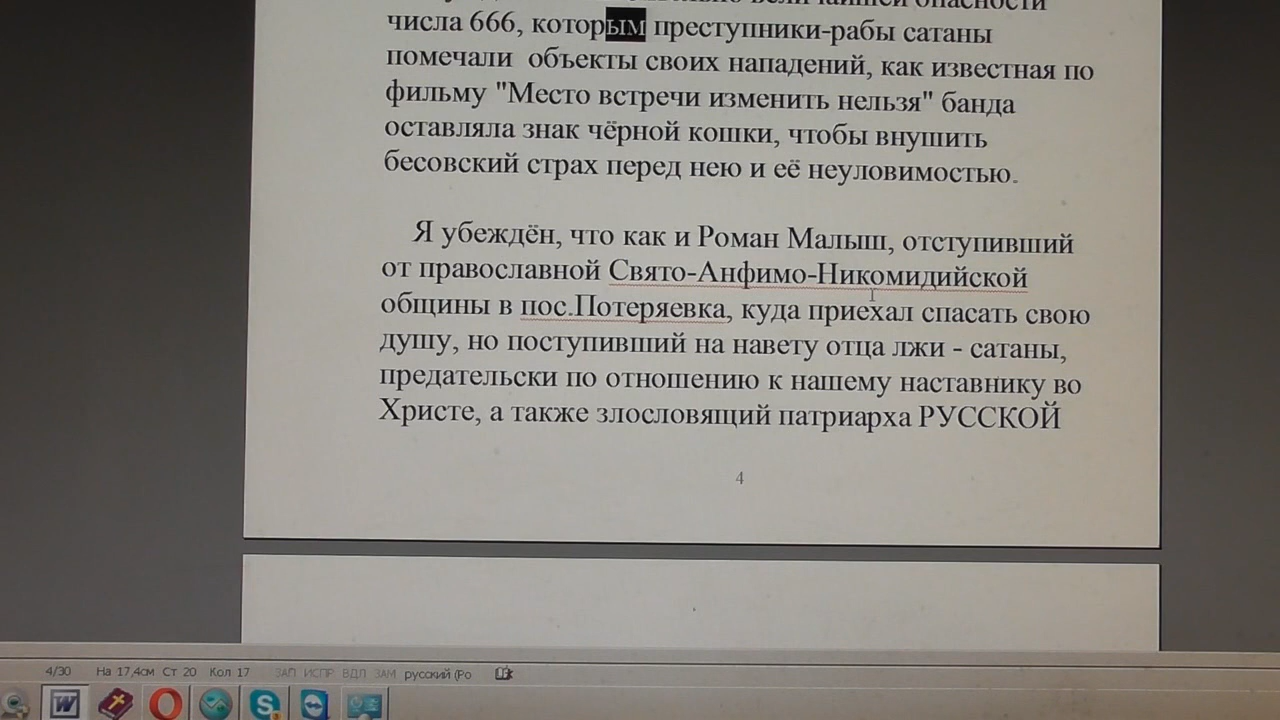 опасности
числа 666, которым преступники-рабы сатаны
помечали объекты своих нападений, как известная по
фильму "Место встречи изменить нельзя" банда
оставляла знак чёрной кошки, чтобы внушить
бесовский страх перед нею и её неуловимостью.
Я убеждён, что как и Роман Малыш, отступивший
от православной Свято-Анфимо-Никомидийской
общины в пос.Потеряевка, куда приехал спасать свою
душу, но поступивший на навету отца лжи - сатаны,
предательски по отношению к нашему наставнику во
Христе, а также злословящий патриарха РУССКОЙ
4
4/30 На 17,4см Ст 20 Кол 17 ЗАП ИСПР ВДЛ ЗАМ русский (Ро